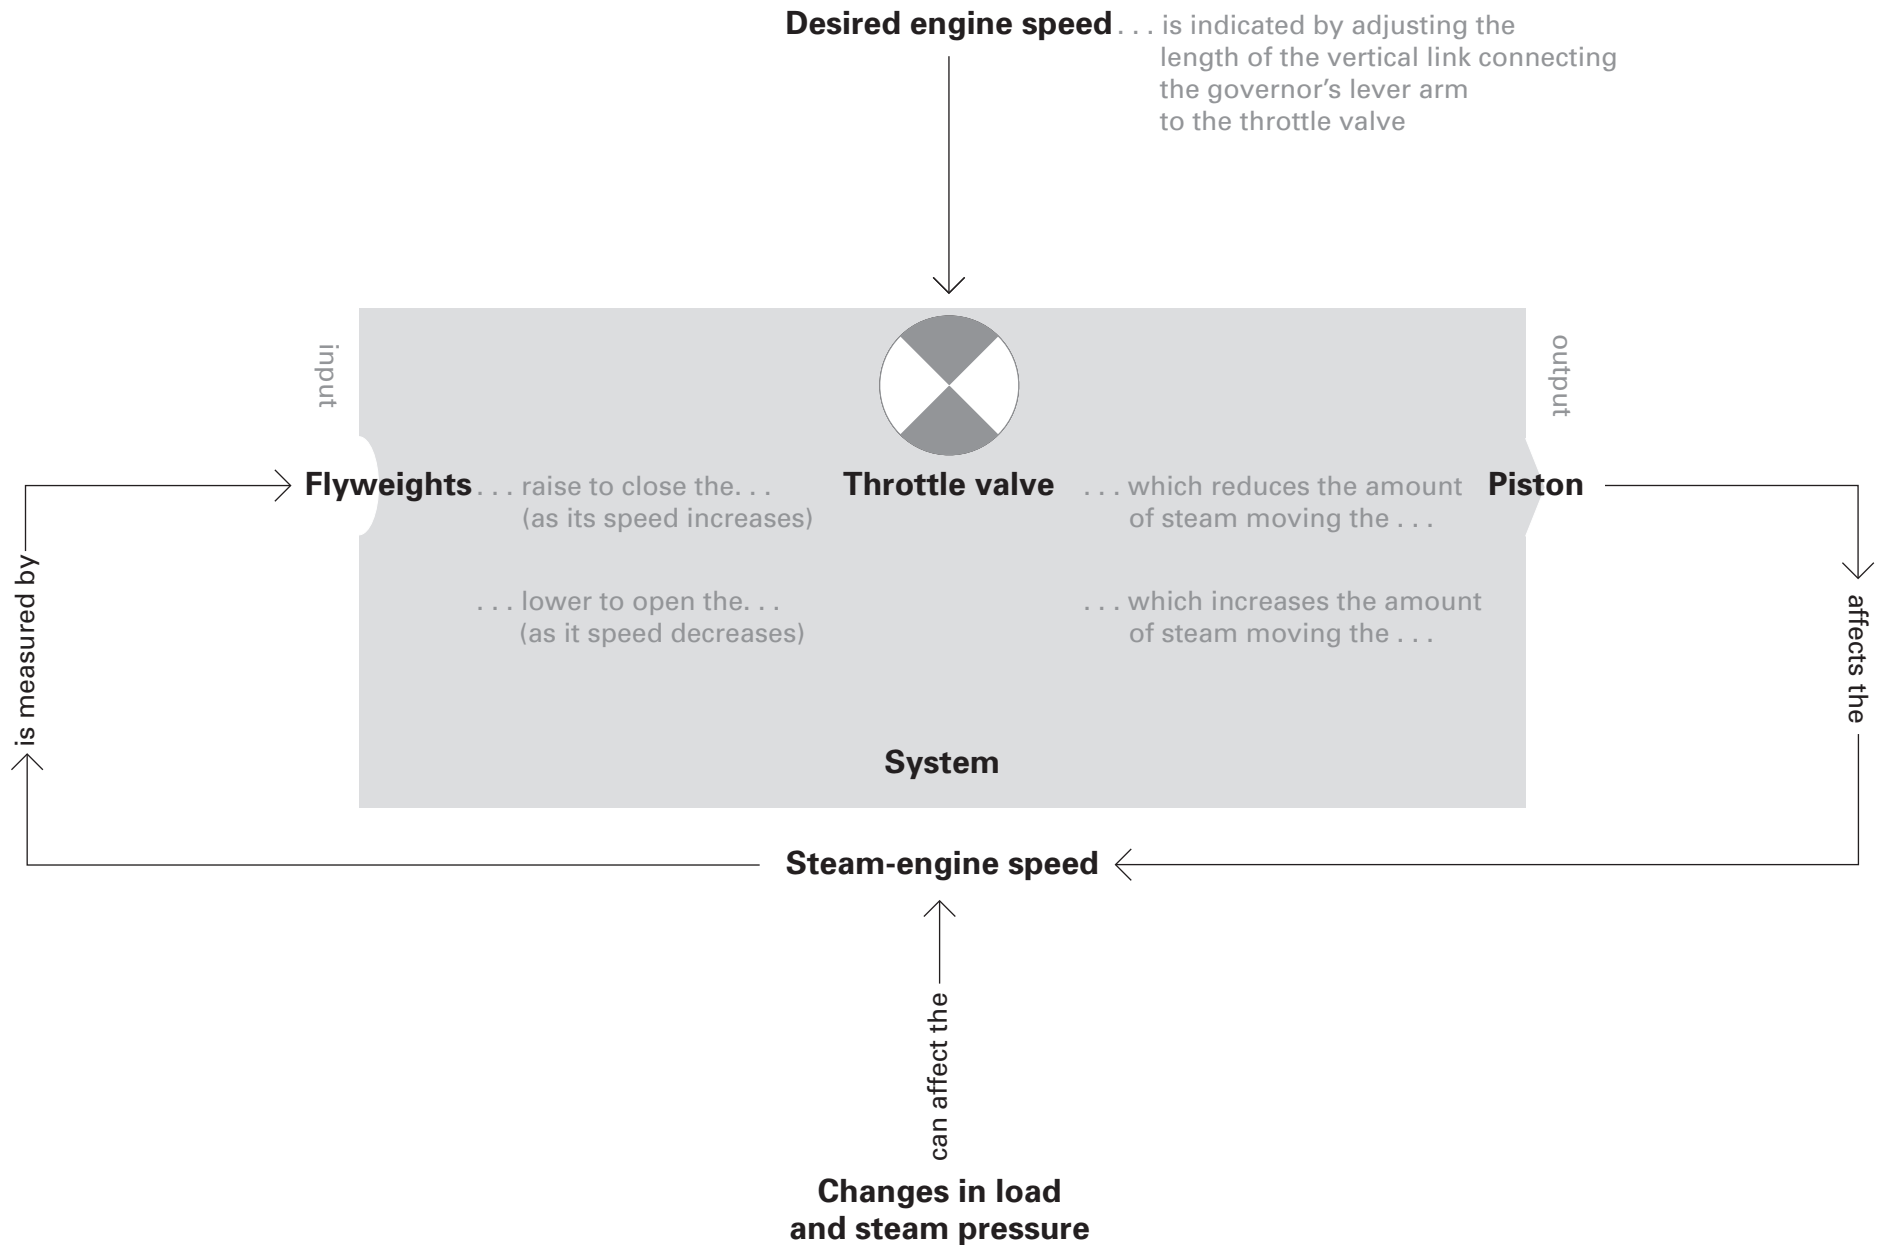 Desired engine speed . . . is indicated by adjusting the
length of the vertical link connecting
the governor’s lever arm
to the throttle valve
input
output
Flyweights . . . raise to close the. . .
(as its speed increases)
. . . lower to open the. . .
(as it speed decreases)
Throttle valve
. . . which reduces the amount
of steam moving the . . .
. . . which increases the amount
of steam moving the . . .
Piston
affects the
is measured by
System
Steam-engine speed
can affect the
Changes in load
and steam pressure